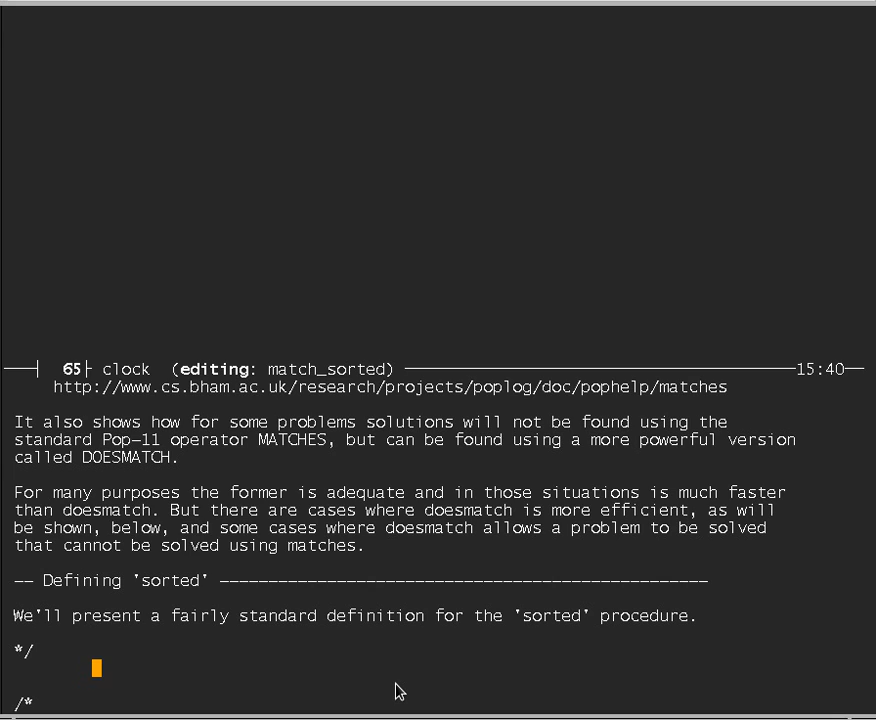 65 clock (editing: match_sorted) 15:40
http://www.cs.bham.ac.uk/research/projects/poplog/doc/pophelp/matches
It also shows how for some problems solutions will not be found using the
standard Pop-11 operator MATCHES, but can be found using a more powerful version
called DOESMATCH.
For many purposes the former is adequate and in those situations is much faster
than doesmatch. But there are cases where doesmatch is more efficient, as will
be shown, below, and some cases where doesmatch allows a problem to be solved
that cannot be solved using matches.
-- Defining 'sorted' --------------------------------------------------
We'll present a fairly standard definition for the 'sorted' procedure.
*/
/*